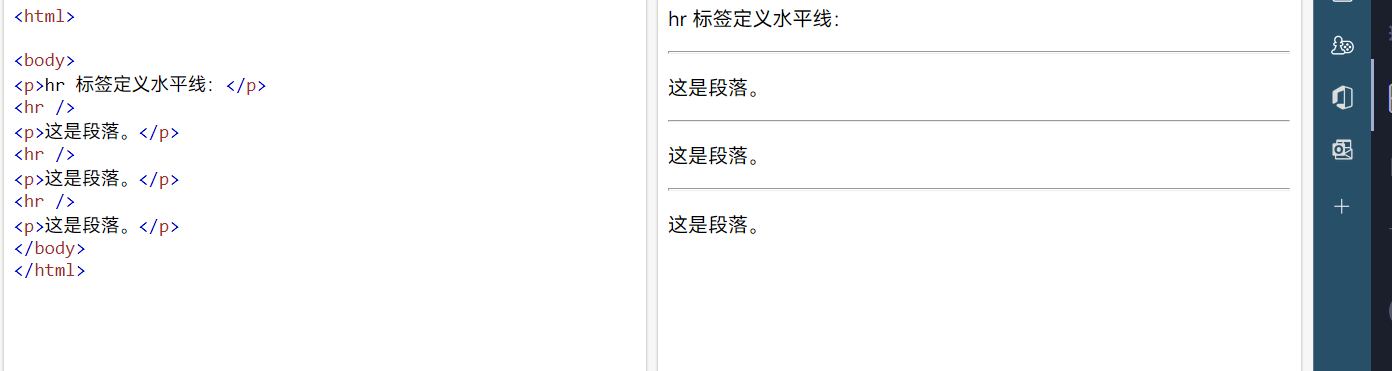 <html>
<body>
<p>hr 标签定义水平线：</p>
<hr />
<p>这是段落。</p>
<hr />
<p>这是段落。</p>
<hr />
<p>这是段落。</p>
</body>
</html>
hr 标签定义水平线：
这是段落。
这是段落。
这是段落。